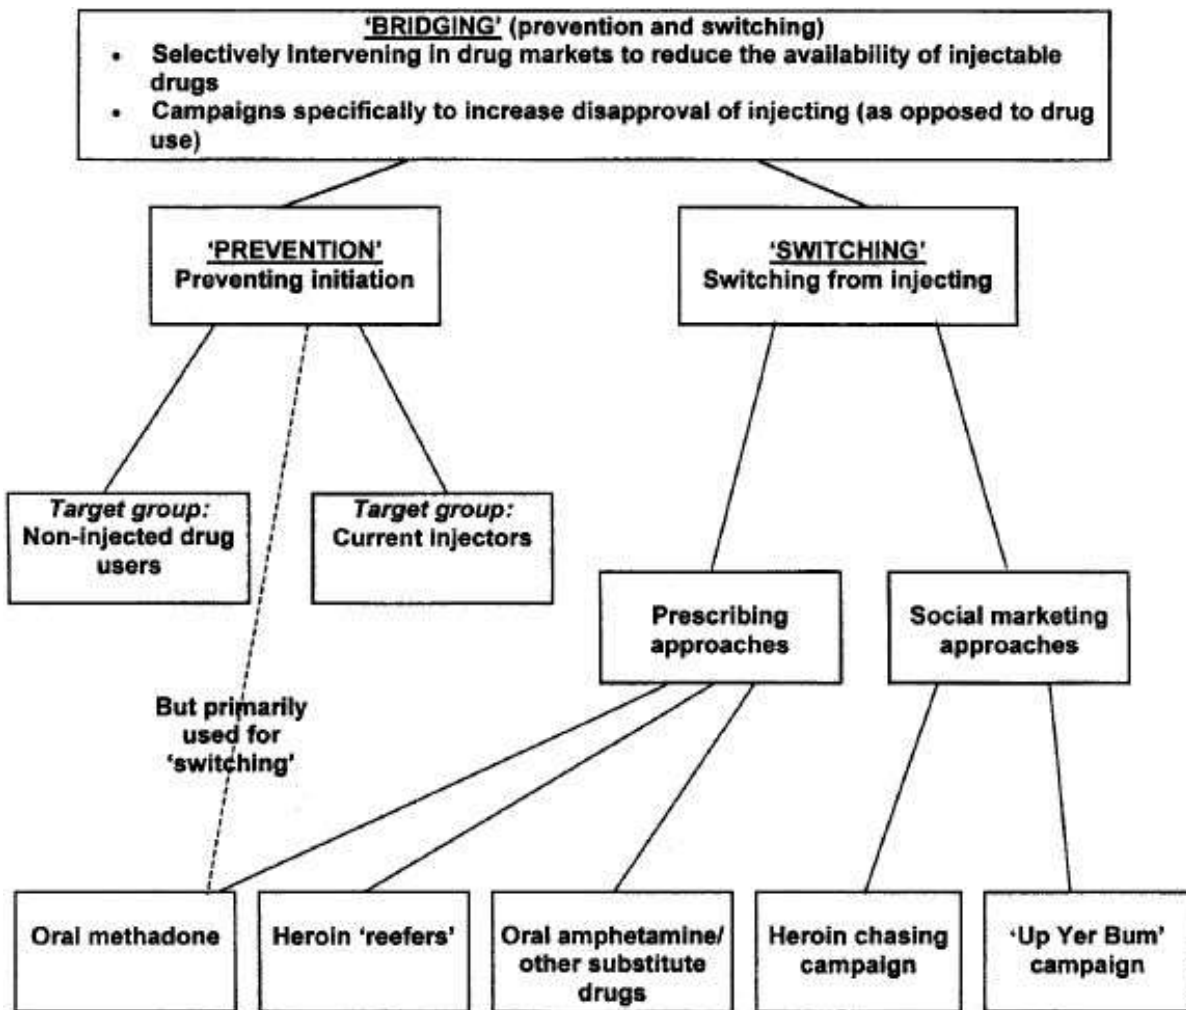 'BRIDGING' (prevention and switching)
• Selectively Intervening in drug markets to reduce the availability of injectable
drugs
• Campaigns specifically to increase disapproval of injecting (as opposed to drug
use)
'PREVENTION'
Preventing initiation
'SWITCHING'
Switching from injecting
Target group:
Non-injected drug
users
Target group:
Current injectors
Prescribing
approaches
Social marketing
approaches
But primarily
used for
'switching'
Oral methadone
Heroin 'reefers'
Oral amphetamine/
other substitute
drugs
Heroin chasing
campaign
'Up Yer Bum'
campaign